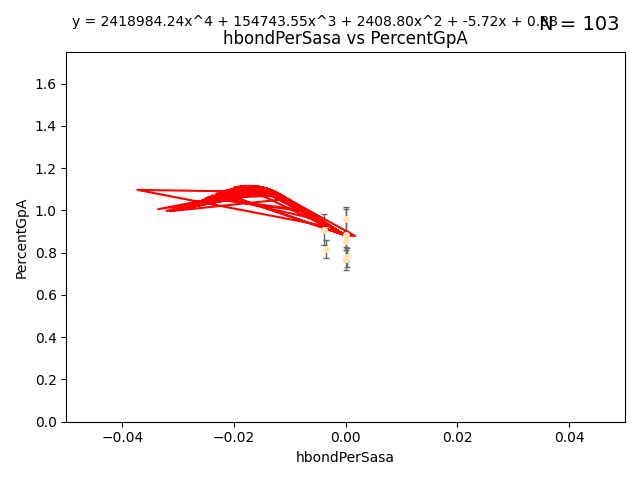 y = 2418984.24x^4 + 154743.55x^3 + 2408.80x^2 + -5.72x + 0.88
N = 103
hbondPerSasa vs PercentGpA
1.6
1.4
1.2
1.0
0.8
0.6
0.4
0.2
0.0
PercentGpA
−0.04 −0.02 0.00 0.02 0.04
hbondPerSasa